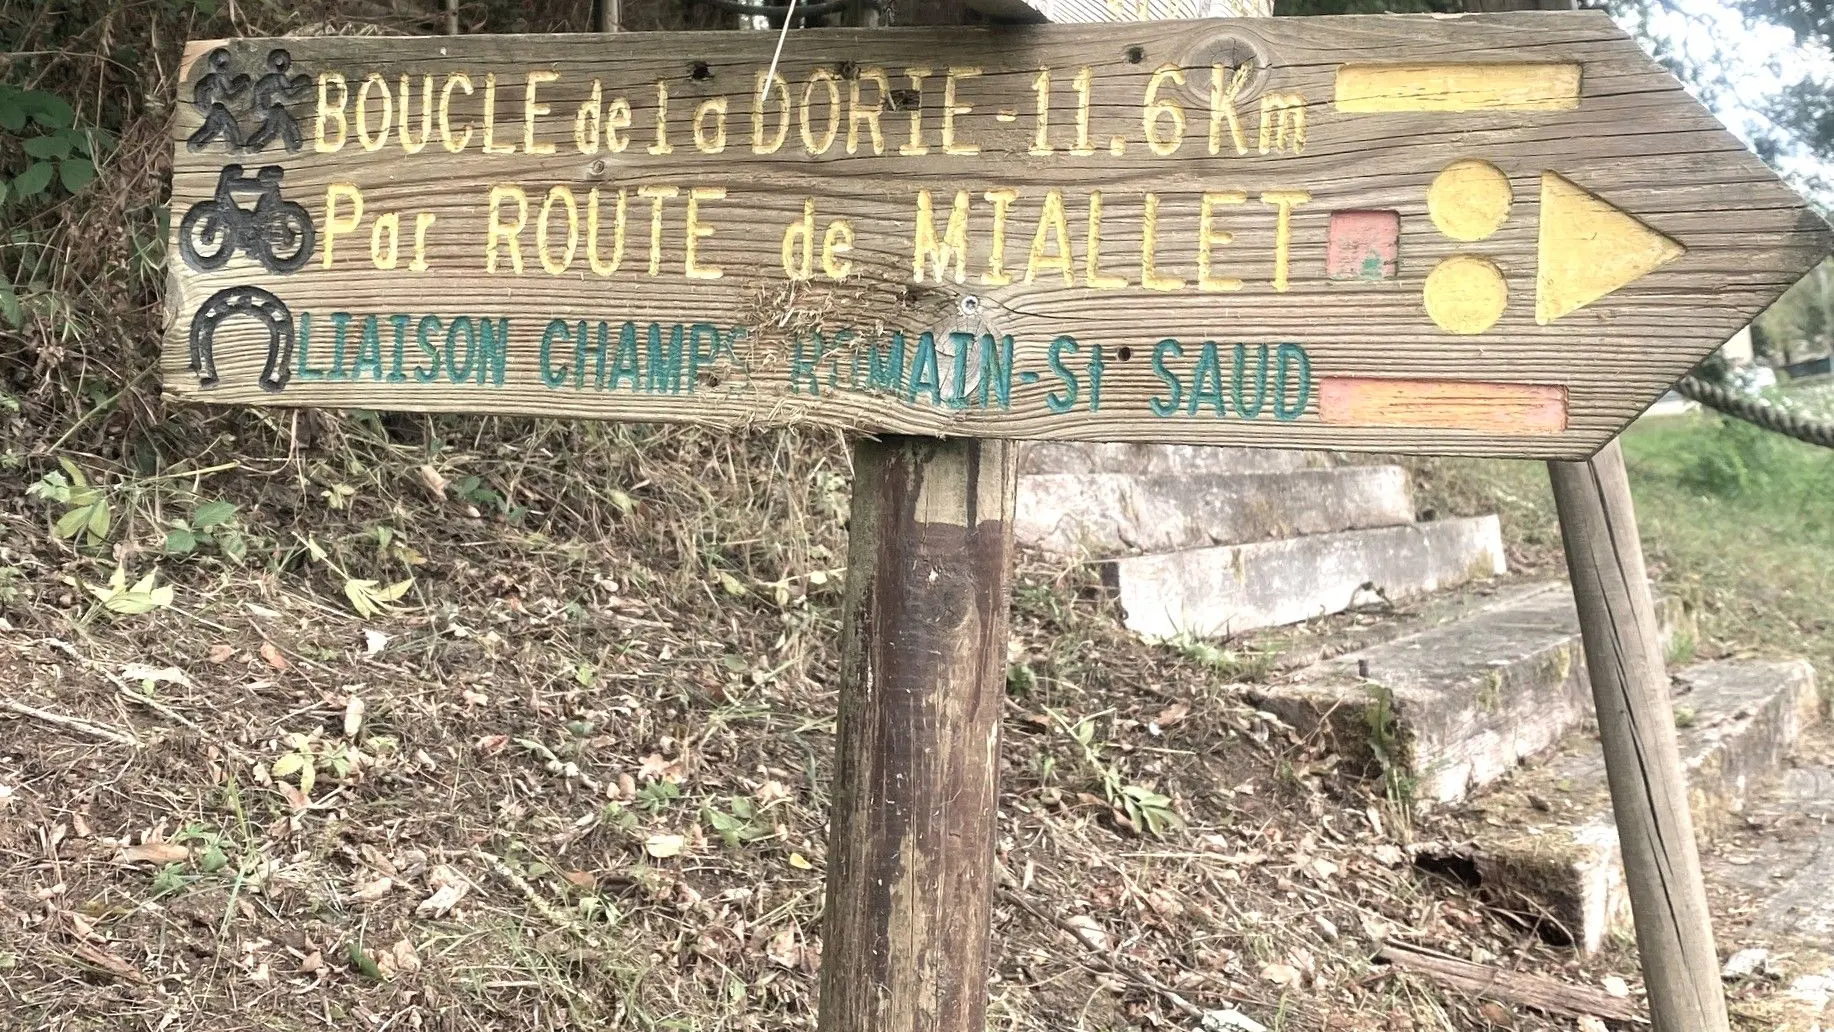 BOUCLE de la DORIE - 11.6 Km
Par ROUTE de MIALLET
LIAISON CHAMPS ROMAIN-St SAUD